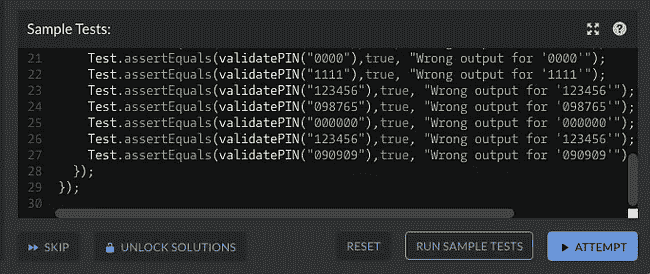 Sample Tests:
21 Test.assertEquals(validatePIN("0000"),true, "Wrong output for '0000'");
22 Test.assertEquals(validatePIN("1111"),true, "Wrong output for '1111'");
23 Test.assertEquals(validatePIN("123456"),true, "Wrong output for '123456'");
24 Test.assertEquals(validatePIN("098765"),true, "Wrong output for '098765'");
25 Test.assertEquals(validatePIN("000000"),true, "Wrong output for '000000'");
26 Test.assertEquals(validatePIN("123456"),true, "Wrong output for '123456'");
27 Test.assertEquals(validatePIN("090909"),true, "Wrong output for '090909'")
28 });
29 });
30
SKIP UNLOCK SOLUTIONS RESET RUN SAMPLE TESTS ATTEMPT